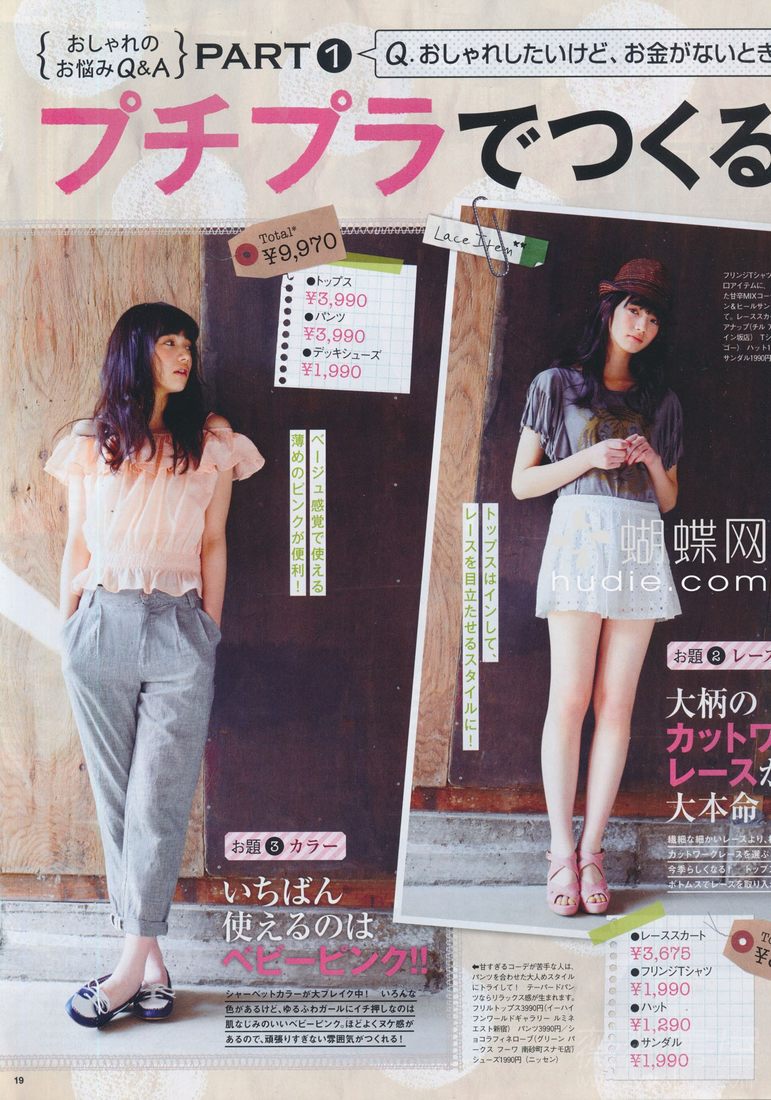 おしゃれの
お悩みQ&A
PART 1
Q.おしゃれしたいけど、お金がないとき
プチプラでつくる
Total*
¥9,970
●トップス
¥3,990
●パンツ
¥3,990
●デッキシューズ
¥1,990
ベージュ感覚で使える
薄めのピンクが便利！
お題 3 カラー
いちばん
使えるのは
ベビーピンク!!
シャーベットカラーが大ブレイク中！ いろんな
色があるけど、ゆるふわガールにイチ押しなのは
肌なじみのいいベビーピンク。ほどよくヌケ感が
あるので、頑張りすぎない雰囲気がつくれる！
Lace Item**
フリンジTシャツ
口アイテムに、
た甘辛MIXコー
ン＆ヒールサン
て。レーススカ
アナップ(チル ア
イン坂店) Tシ
ゴー) ハット1
サンダル1990円
トップスはインして、
レースを目立たせるスタイルに！
蝴蝶网
hudie.com
お題 2 レース
大柄の
カットワ
レースが
大本命
繊細な細かいレースより、
カットワークレースを選ぶ
今季らしくなる！ トップス
ボトムスでレースを取り入
●レーススカート
¥3,675
●フリンジTシャツ
¥1,990
●ハット
¥1,290
●サンダル
¥1,990
←甘すぎるコーデが苦手な人は、
パンツを合わせた大人めスタイル
にトライして！ テーパードパン
ツならリラックス感が生まれます。
フリルトップス3990円(イーハイ
フンワールドギャラリー ルミネ
エスト新宿) パンツ3990円／シ
ョコラフィネローブ(グリーン パ
ークス フーワ 南砂町スナモ店)
シューズ1990円(ニッセン)
19